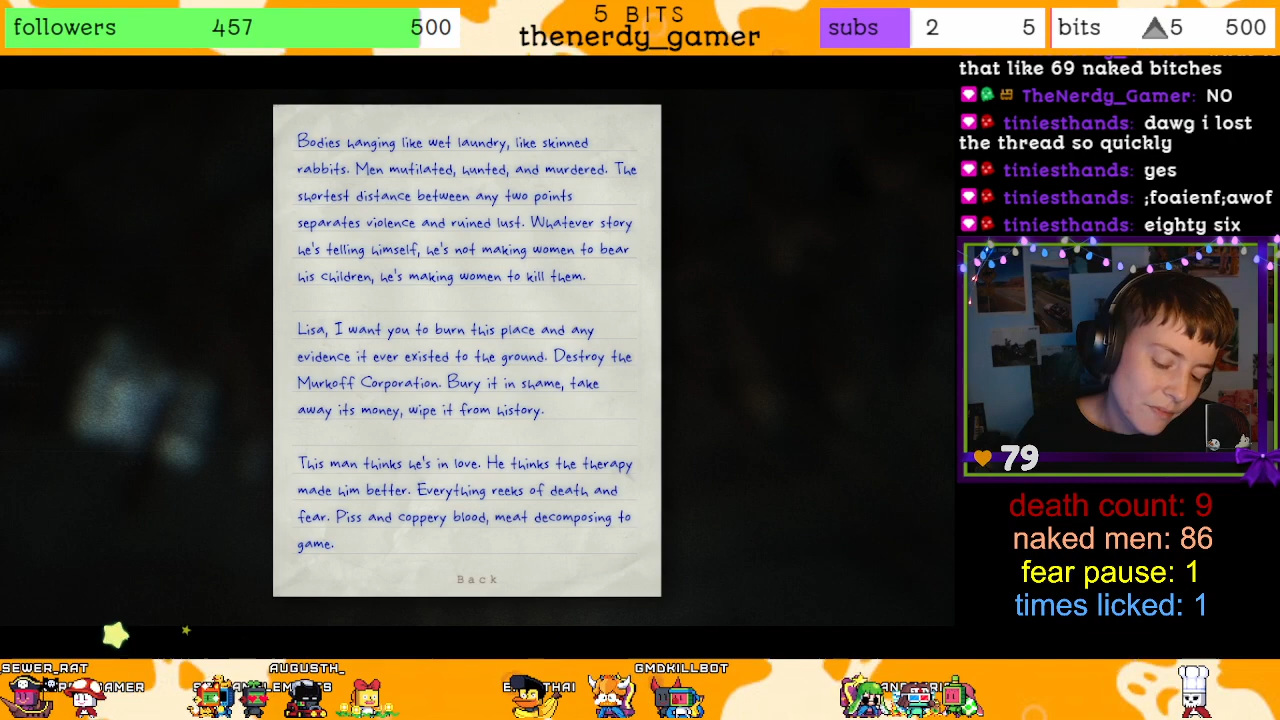 followers 457 500
5 BITS
thenerdy_gamer
subs 2 5
bits 5 500
that like 69 naked bitches
TheNerdy_Gamer: NO
tiniesthands: dawg i lost
the thread so quickly
tiniesthands: yes
tiniesthands: ;foaienf;awof
tiniesthands: eighty six
Bodies hanging like wet laundry, like skinned
rabbits. Men mutilated, hunted, and murdered. The
shortest distance between any two points
separates violence and ruined lust. Whatever story
he's telling himself, he's not making women to bear
his children, he's making women to kill them.
Lisa, I want you to burn this place and any
evidence it ever existed to the ground. Destroy the
Murkoff Corporation. Bury it in shame, take
away its money, wipe it from history.
This man thinks he's in love. He thinks the therapy
made him better. Everything reeks of death and
fear. Piss and coppery blood, meat decomposing to
game.
Back
79
death count: 9
naked men: 86
fear pause: 1
times licked: 1
SEWER_RAT
AUGUSTH_
GMDKILLBOT